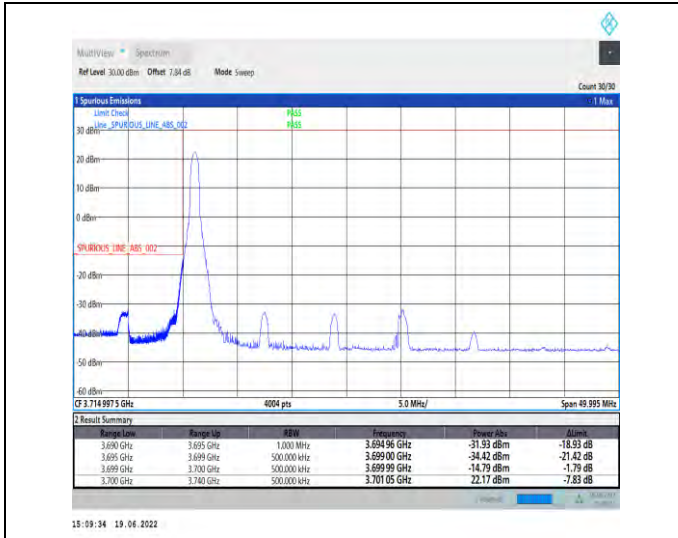 MultiView Spectrum
Ref Level 30.00 dBm Offset 7.84 dB Mode Sweep
Count 30/30
1 Spurious Emissions 1 Max
Limit Check PASS
Line _SPURIOUS_LINE_ABS_002 PASS
30 dBm
20 dBm
10 dBm
0 dBm
_SPURIOUS_LINE_ABS_002
-20 dBm
-30 dBm
-40 dBm
-50 dBm
-60 dBm
CF 3.714 997 5 GHz 4004 pts 5.0 MHz/ Span 49.995 MHz
2 Result Summary
Range Low Range Up RBW Frequency Power Abs ΔLimit
3.690 GHz 3.695 GHz 1.000 MHz 3.694 96 GHz -31.93 dBm -18.93 dB
3.695 GHz 3.699 GHz 500.000 kHz 3.699 00 GHz -34.42 dBm -21.42 dB
3.699 GHz 3.700 GHz 500.000 kHz 3.699 99 GHz -14.79 dBm -1.79 dB
3.700 GHz 3.740 GHz 500.000 kHz 3.701 05 GHz 22.17 dBm -7.83 dB
15:09:34 19.06.2022